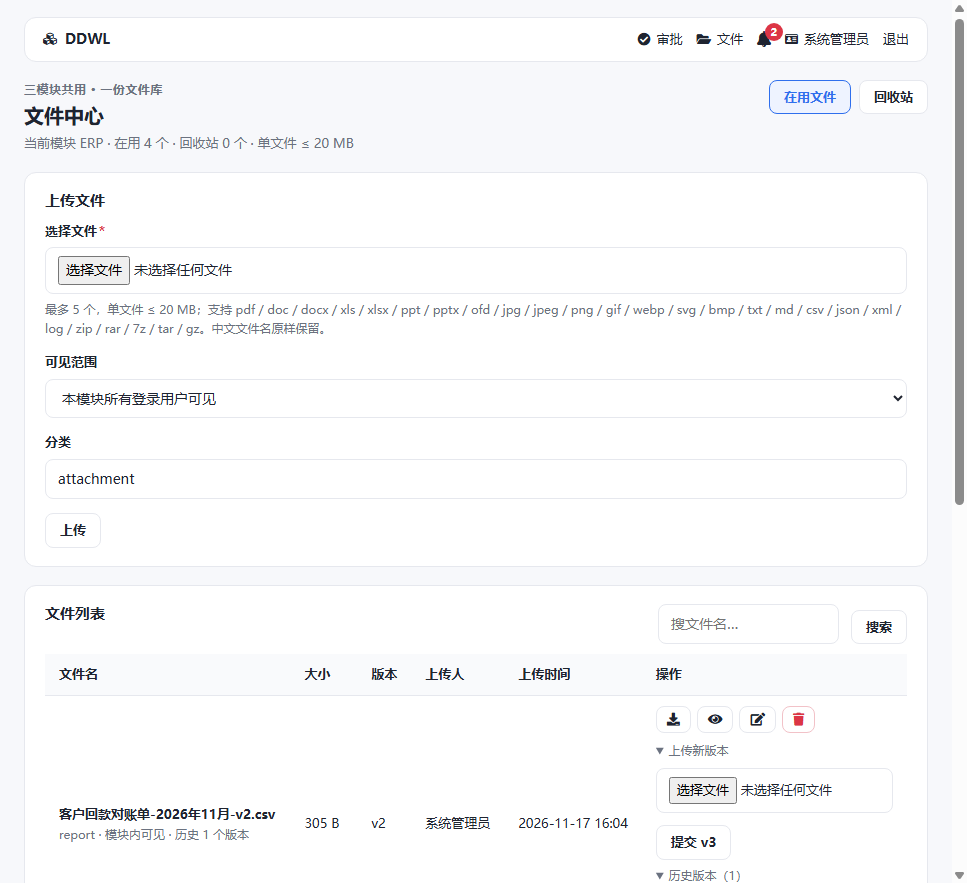 DDWL
审批 文件 2 系统管理员 退出
三模块共用 • 一份文件库
文件中心
当前模块 ERP · 在用 4 个 · 回收站 0 个 · 单文件 ≤ 20 MB
在用文件 回收站
上传文件
选择文件*
选择文件 未选择任何文件
最多 5 个，单文件 ≤ 20 MB；支持 pdf / doc / docx / xls / xlsx / ppt / pptx / ofd / jpg / jpeg / png / gif / webp / svg / bmp / txt / md / csv / json / xml /
log / zip / rar / 7z / tar / gz。中文文件名原样保留。
可见范围
本模块所有登录用户可见
分类
attachment
上传
文件列表
搜文件名... 搜索
文件名 大小 版本 上传人 上传时间 操作
▼ 上传新版本
选择文件 未选择任何文件
客户回款对账单-2026年11月-v2.csv
report · 模块内可见 · 历史 1 个版本
305 B v2 系统管理员 2026-11-17 16:04
提交 v3
▼ 历史版本（1）